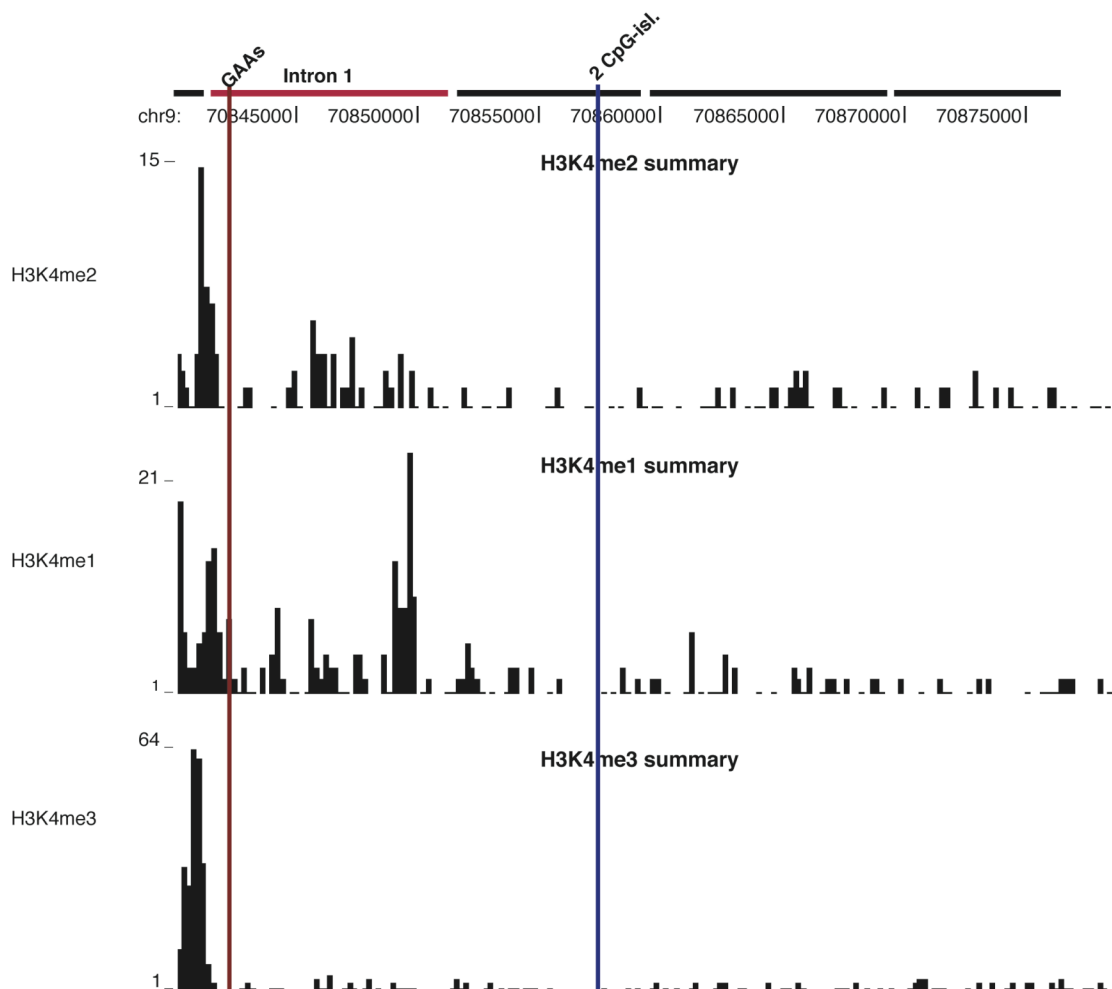 GAAs
2 CpG-isl.
Intron 1
chr9: 70845000 70850000 70855000 70860000 70865000 70870000 70875000
15
H3K4me2 summary
H3K4me2
1
H3K4me1 summary
21
H3K4me1
1
64
H3K4me3 summary
H3K4me3
1